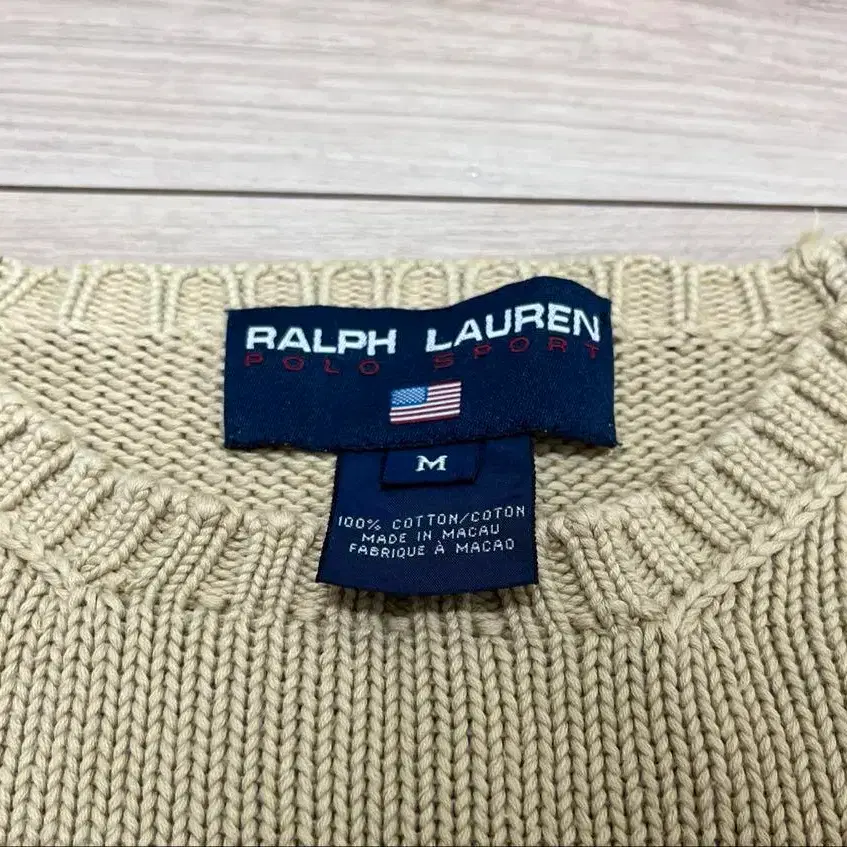 RALPH LAUREN
POLO SPORT
M
100% COTTON/COTON
MADE IN MACAU
FABRIQUE À MACAO